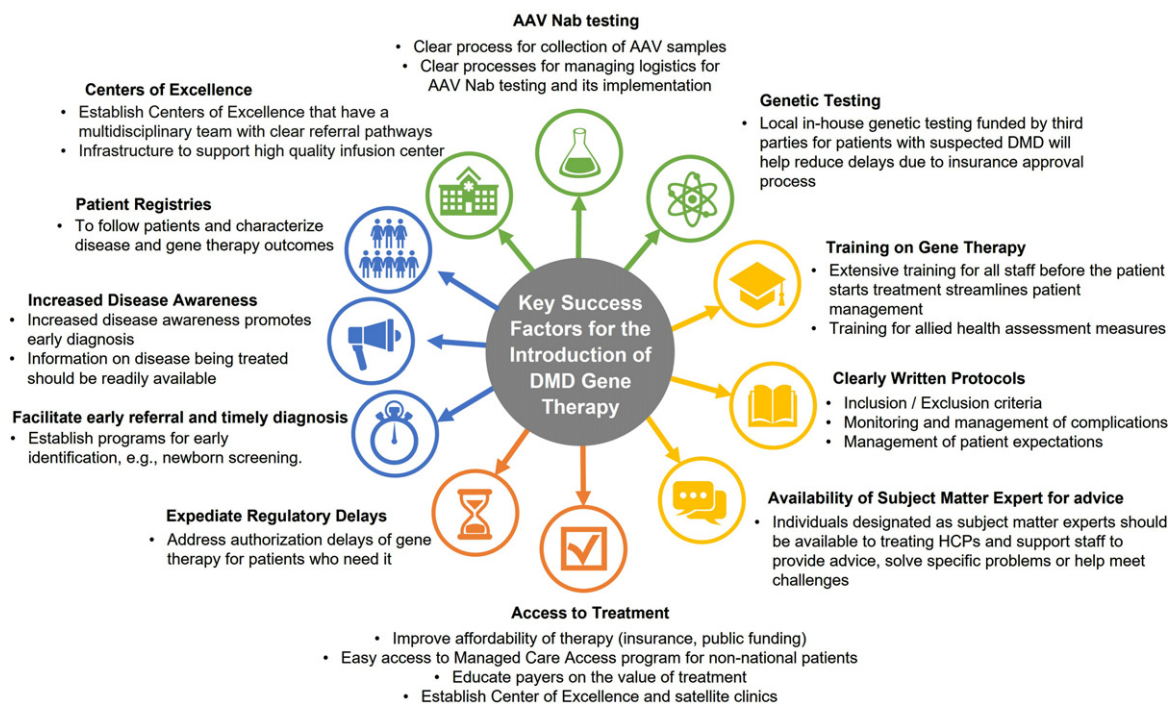 AAV Nab testing
• Clear process for collection of AAV samples
• Clear processes for managing logistics for
AAV Nab testing and its implementation
Centers of Excellence
• Establish Centers of Excellence that have a
multidisciplinary team with clear referral pathways
• Infrastructure to support high quality infusion center
Genetic Testing
• Local in-house genetic testing funded by third
parties for patients with suspected DMD will
help reduce delays due to insurance approval
process
Patient Registries
• To follow patients and characterize
disease and gene therapy outcomes
Training on Gene Therapy
• Extensive training for all staff before the patient
starts treatment streamlines patient
management
• Training for allied health assessment measures
Increased Disease Awareness
• Increased disease awareness promotes
early diagnosis
• Information on disease being treated
should be readily available
Key Success
Factors for the
Introduction of
DMD Gene
Therapy
Clearly Written Protocols
• Inclusion / Exclusion criteria
• Monitoring and management of complications
• Management of patient expectations
Facilitate early referral and timely diagnosis
• Establish programs for early
identification, e.g., newborn screening.
Availability of Subject Matter Expert for advice
• Individuals designated as subject matter experts should
be available to treating HCPs and support staff to
provide advice, solve specific problems or help meet
challenges
Expediate Regulatory Delays
• Address authorization delays of gene
therapy for patients who need it
Access to Treatment
• Improve affordability of therapy (insurance, public funding)
• Easy access to Managed Care Access program for non-national patients
• Educate payers on the value of treatment
• Establish Center of Excellence and satellite clinics